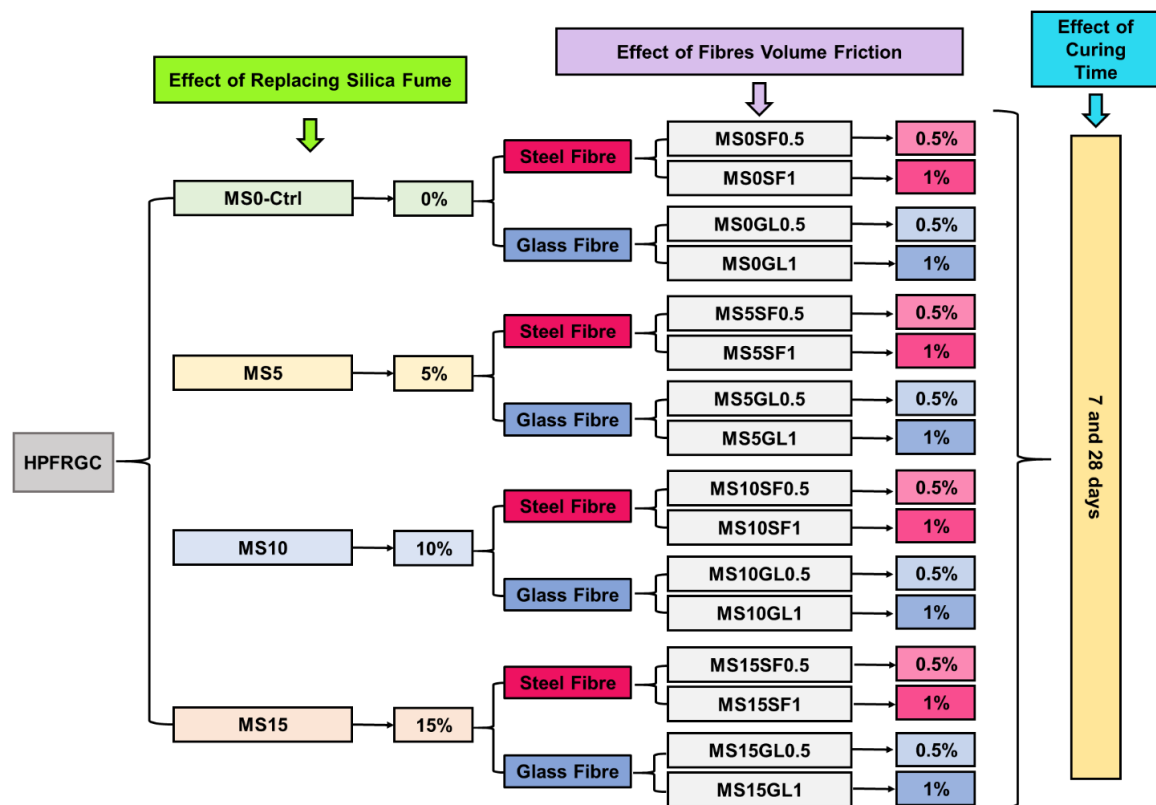 Effect of Replacing Silica Fume
Effect of Fibres Volume Friction
Effect of
Curing
Time
HPFRGC
MS0-Ctrl
0%
Steel Fibre
MS0SF0.5
0.5%
MS0SF1
1%
Glass Fibre
MS0GL0.5
0.5%
MS0GL1
1%
MS5
5%
Steel Fibre
MS5SF0.5
0.5%
MS5SF1
1%
Glass Fibre
MS5GL0.5
0.5%
MS5GL1
1%
MS10
10%
Steel Fibre
MS10SF0.5
0.5%
MS10SF1
1%
Glass Fibre
MS10GL0.5
0.5%
MS10GL1
1%
MS15
15%
Steel Fibre
MS15SF0.5
0.5%
MS15SF1
1%
Glass Fibre
MS15GL0.5
0.5%
MS15GL1
1%
7 and 28 days